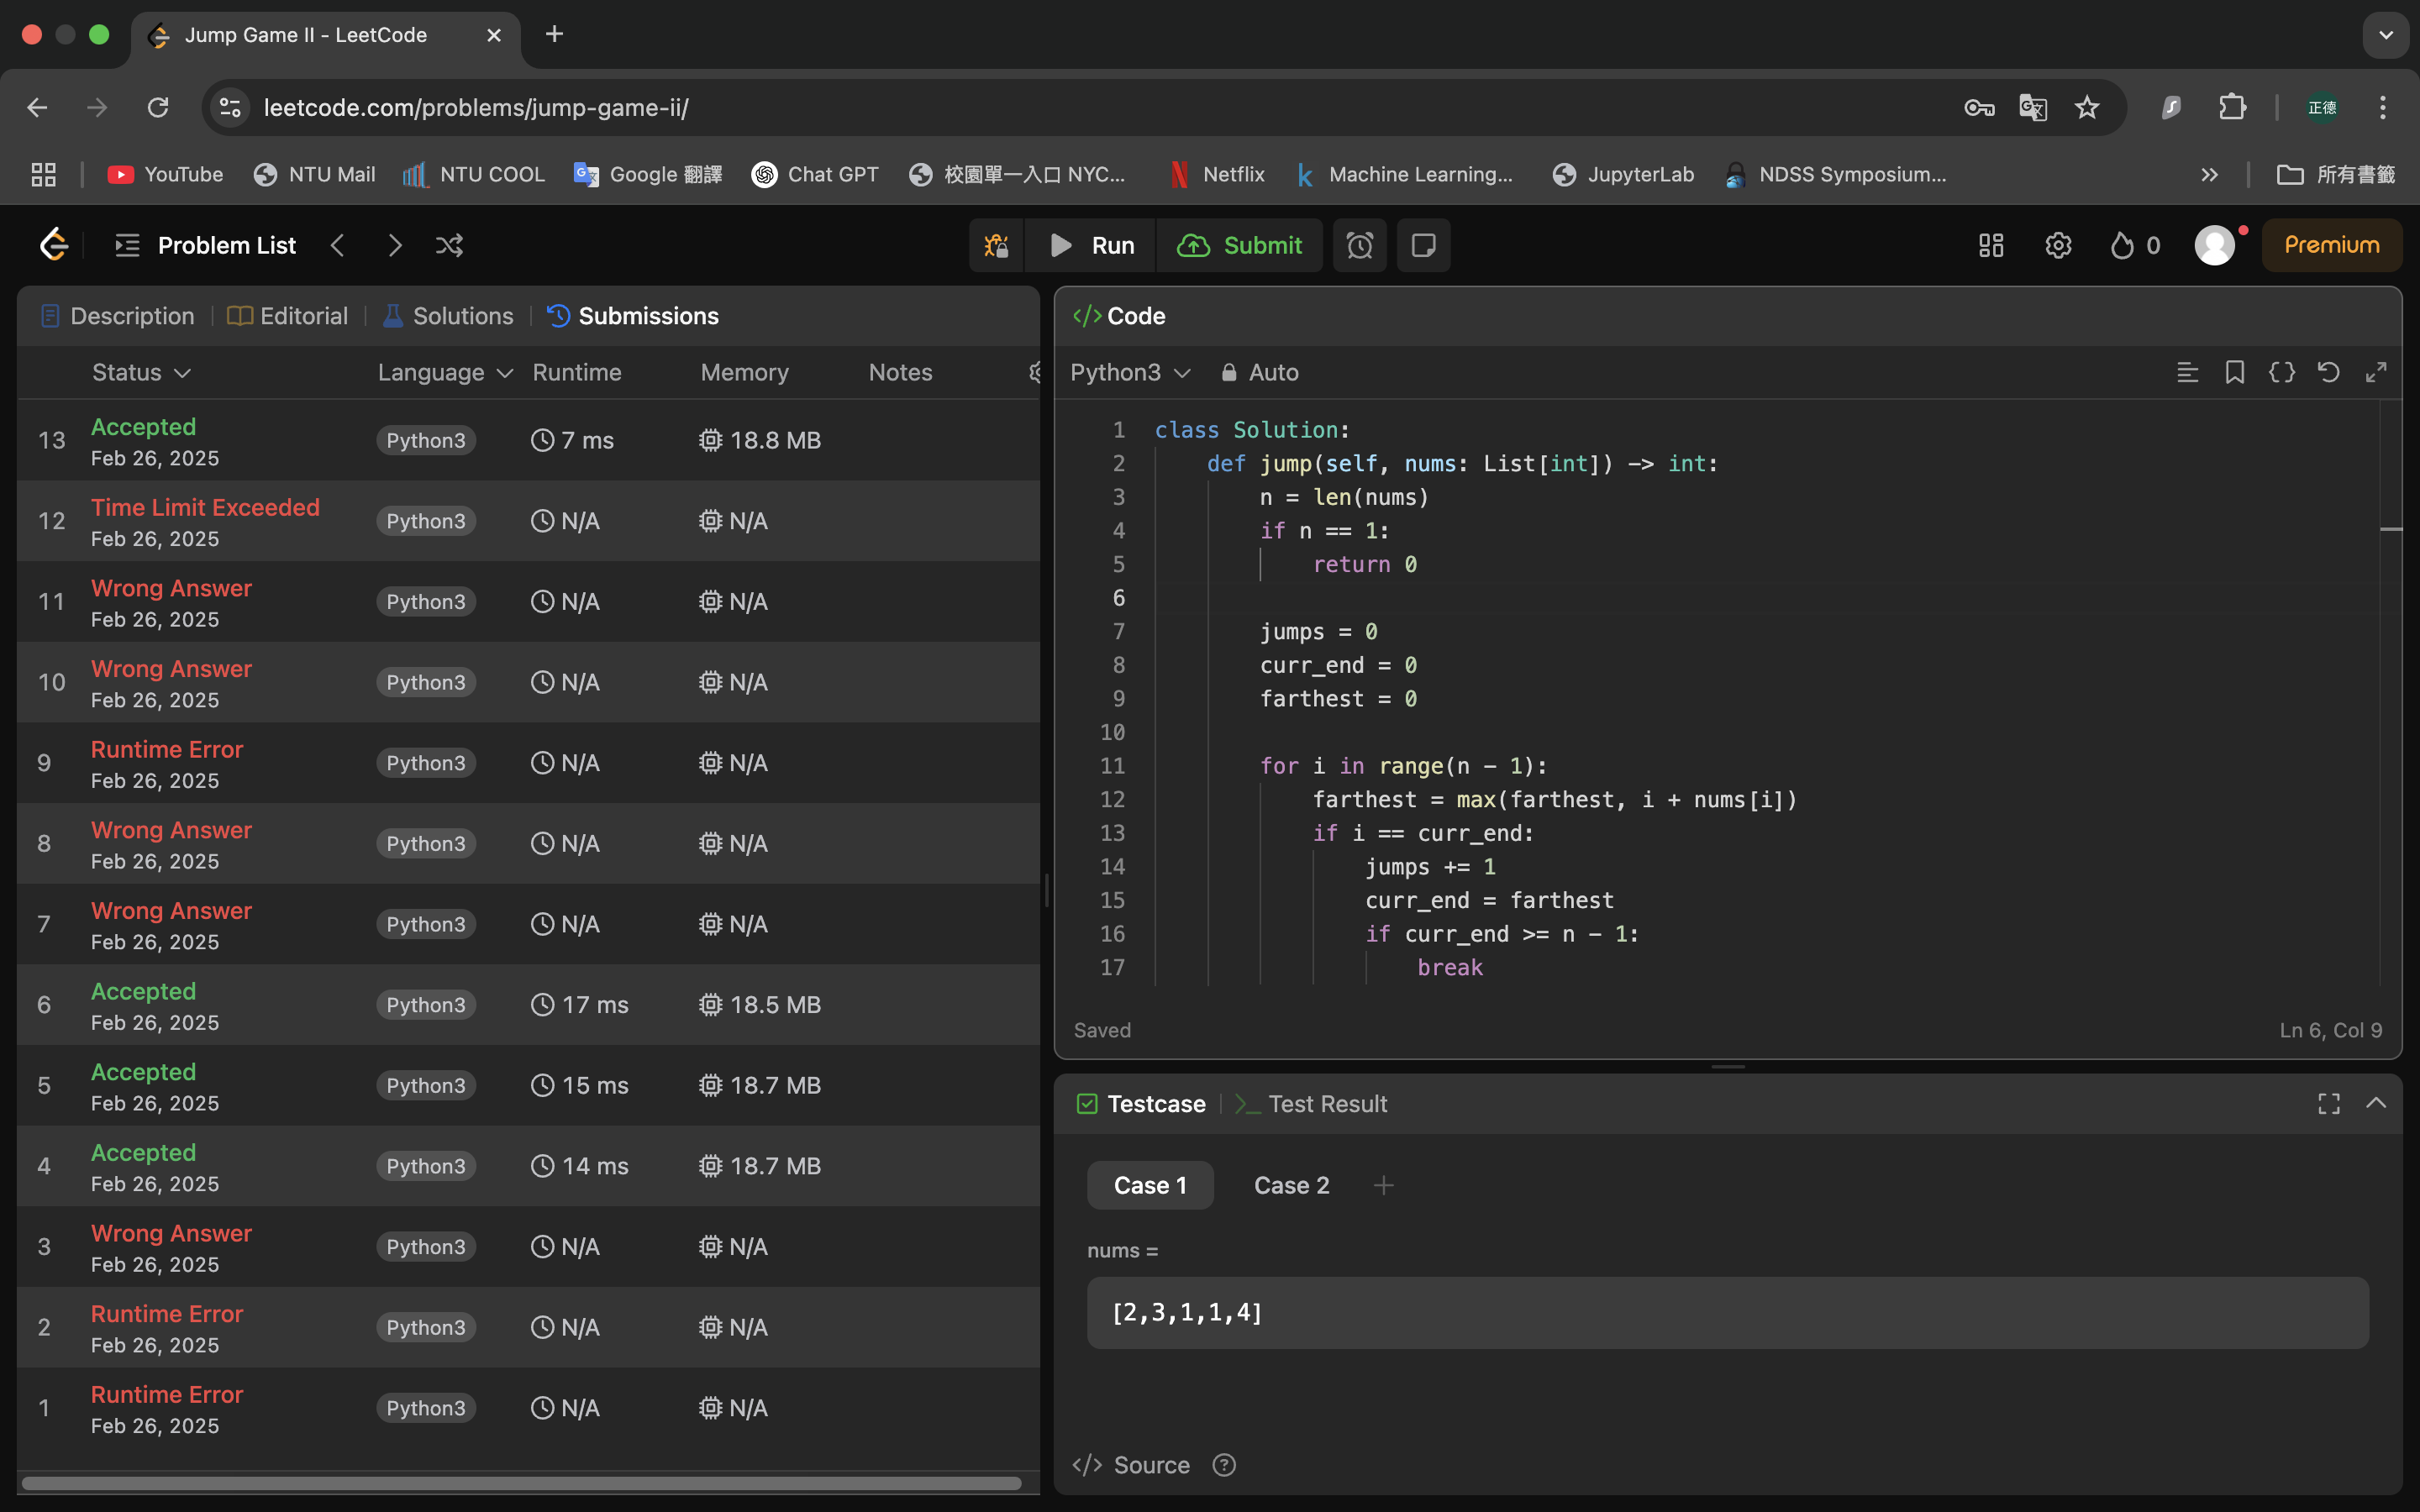 Jump Game II - LeetCode
leetcode.com/problems/jump-game-ii/
正德
YouTube NTU Mail NTU COOL Google 翻譯 Chat GPT 校園單一入口 NYC... Netflix Machine Learning... JupyterLab NDSS Symposium... 所有書籤
Problem List Run Submit 0 Premium
Description Editorial Solutions Submissions
Status Language Runtime Memory Notes
13 Accepted Python3 7 ms 18.8 MB
Feb 26, 2025
12 Time Limit Exceeded Python3 N/A N/A
Feb 26, 2025
11 Wrong Answer Python3 N/A N/A
Feb 26, 2025
10 Wrong Answer Python3 N/A N/A
Feb 26, 2025
9 Runtime Error Python3 N/A N/A
Feb 26, 2025
8 Wrong Answer Python3 N/A N/A
Feb 26, 2025
7 Wrong Answer Python3 N/A N/A
Feb 26, 2025
6 Accepted Python3 17 ms 18.5 MB
Feb 26, 2025
5 Accepted Python3 15 ms 18.7 MB
Feb 26, 2025
4 Accepted Python3 14 ms 18.7 MB
Feb 26, 2025
3 Wrong Answer Python3 N/A N/A
Feb 26, 2025
2 Runtime Error Python3 N/A N/A
Feb 26, 2025
1 Runtime Error Python3 N/A N/A
Feb 26, 2025
</> Code
Python3 Auto
1 class Solution:
2 def jump(self, nums: List[int]) -> int:
3 n = len(nums)
4 if n == 1:
5 return 0
6
7 jumps = 0
8 curr_end = 0
9 farthest = 0
10
11 for i in range(n - 1):
12 farthest = max(farthest, i + nums[i])
13 if i == curr_end:
14 jumps += 1
15 curr_end = farthest
16 if curr_end >= n - 1:
17 break
Saved Ln 6, Col 9
Testcase >_ Test Result
Case 1 Case 2 +
nums =
[2,3,1,1,4]
</> Source ?